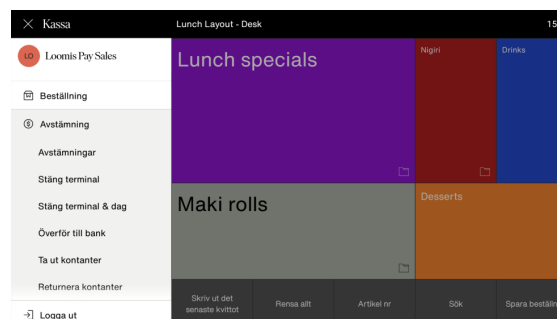 Kassa
Lunch Layout - Desk
15
LO
Loomis Pay Sales
Beställning
Avstämning
Avstämningar
Stäng terminal
Stäng terminal & dag
Överför till bank
Ta ut kontanter
Returnera kontanter
Logga ut
Lunch specials
Nigiri
Drinks
Maki rolls
Desserts
Skriv ut det
senaste kvittot
Rensa allt
Artikel nr
Sök
Spara beställn